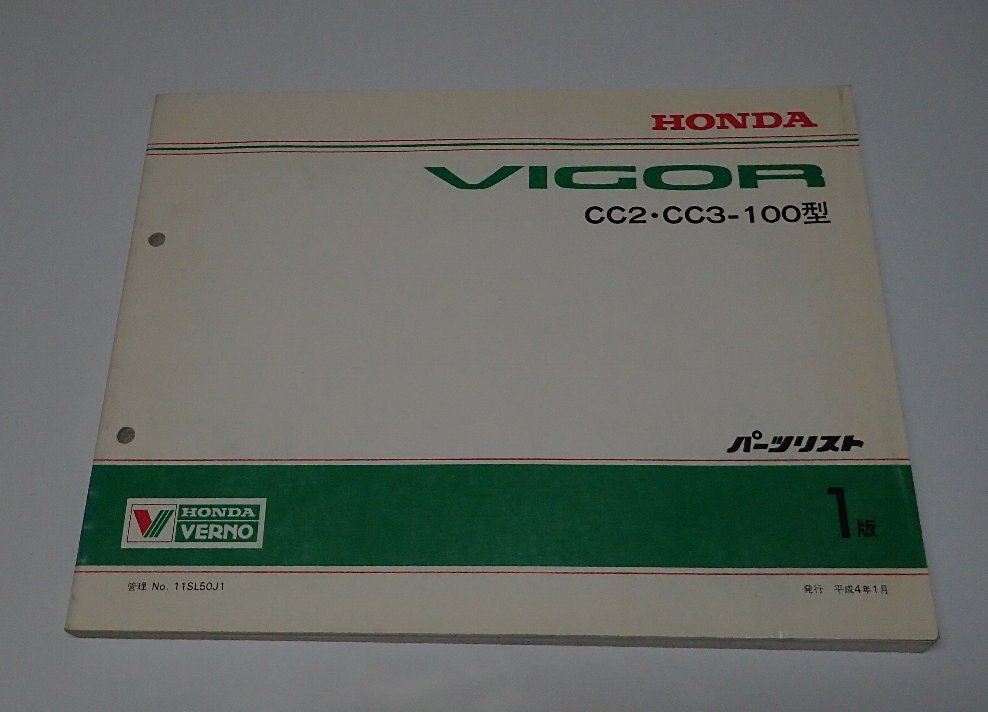 HONDA
VIGOR
CC2・CC3-100型
パーツリスト
1版
HONDA
VERNO
管理 No. 11SL50J1
発行 平成4年1月